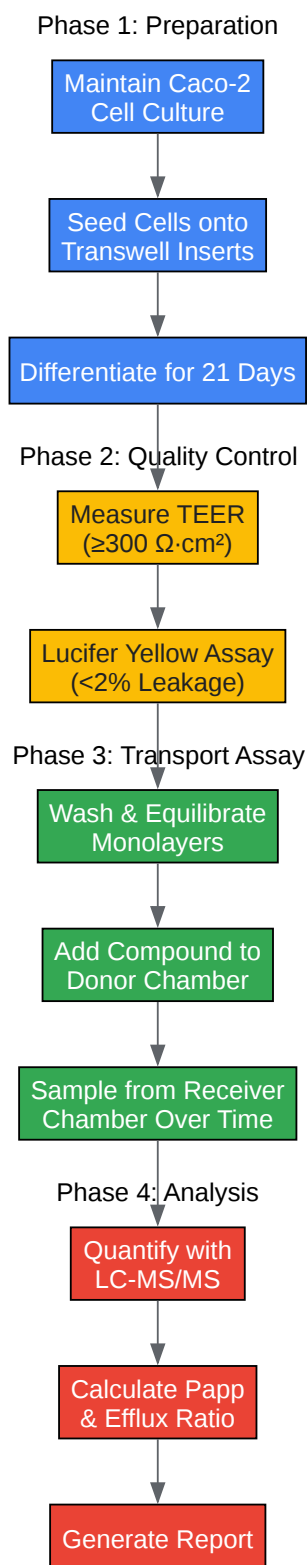 Phase 1: Preparation
Maintain Caco-2
Cell Culture
Seed Cells onto
Transwell Inserts
Differentiate for 21 Days
Phase 2: Quality Control
Measure TEER
(≥300 Ω·cm²)
Lucifer Yellow Assay
(<2% Leakage)
Phase 3: Transport Assay
Wash & Equilibrate
Monolayers
Add Compound to
Donor Chamber
Sample from Receiver
Chamber Over Time
Phase 4: Analysis
Quantify with
LC-MS/MS
Calculate Papp
& Efflux Ratio
Generate Report